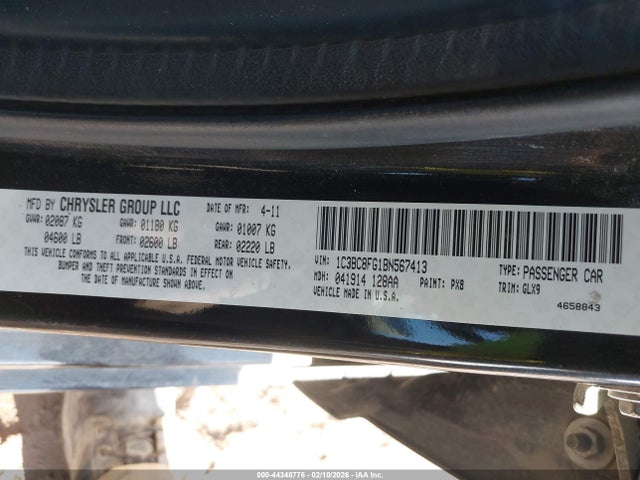 MFD BY CHRYSLER GROUP LLC DATE OF MFR: 4-11
GVWR: 02087 KG GAWR: 01180 KG GAWR: 01007 KG
04600 LB FRONT: 02600 LB REAR: 02220 LB
THIS VEHICLE CONFORMS TO ALL APPLICABLE U.S.A. FEDERAL MOTOR VEHICLE SAFETY,
BUMPER AND THEFT PREVENTION STANDARDS IN EFFECT ON
THE DATE OF MANUFACTURE SHOWN ABOVE.
VIN: 1C3BC8FG1BN567413 TYPE: PASSENGER CAR
MDH: 041914 128AA PAINT: PX8 TRIM: GLX9
VEHICLE MADE IN U.S.A. 4658843
000-44348776 - 02/10/2026 - IAA Inc.